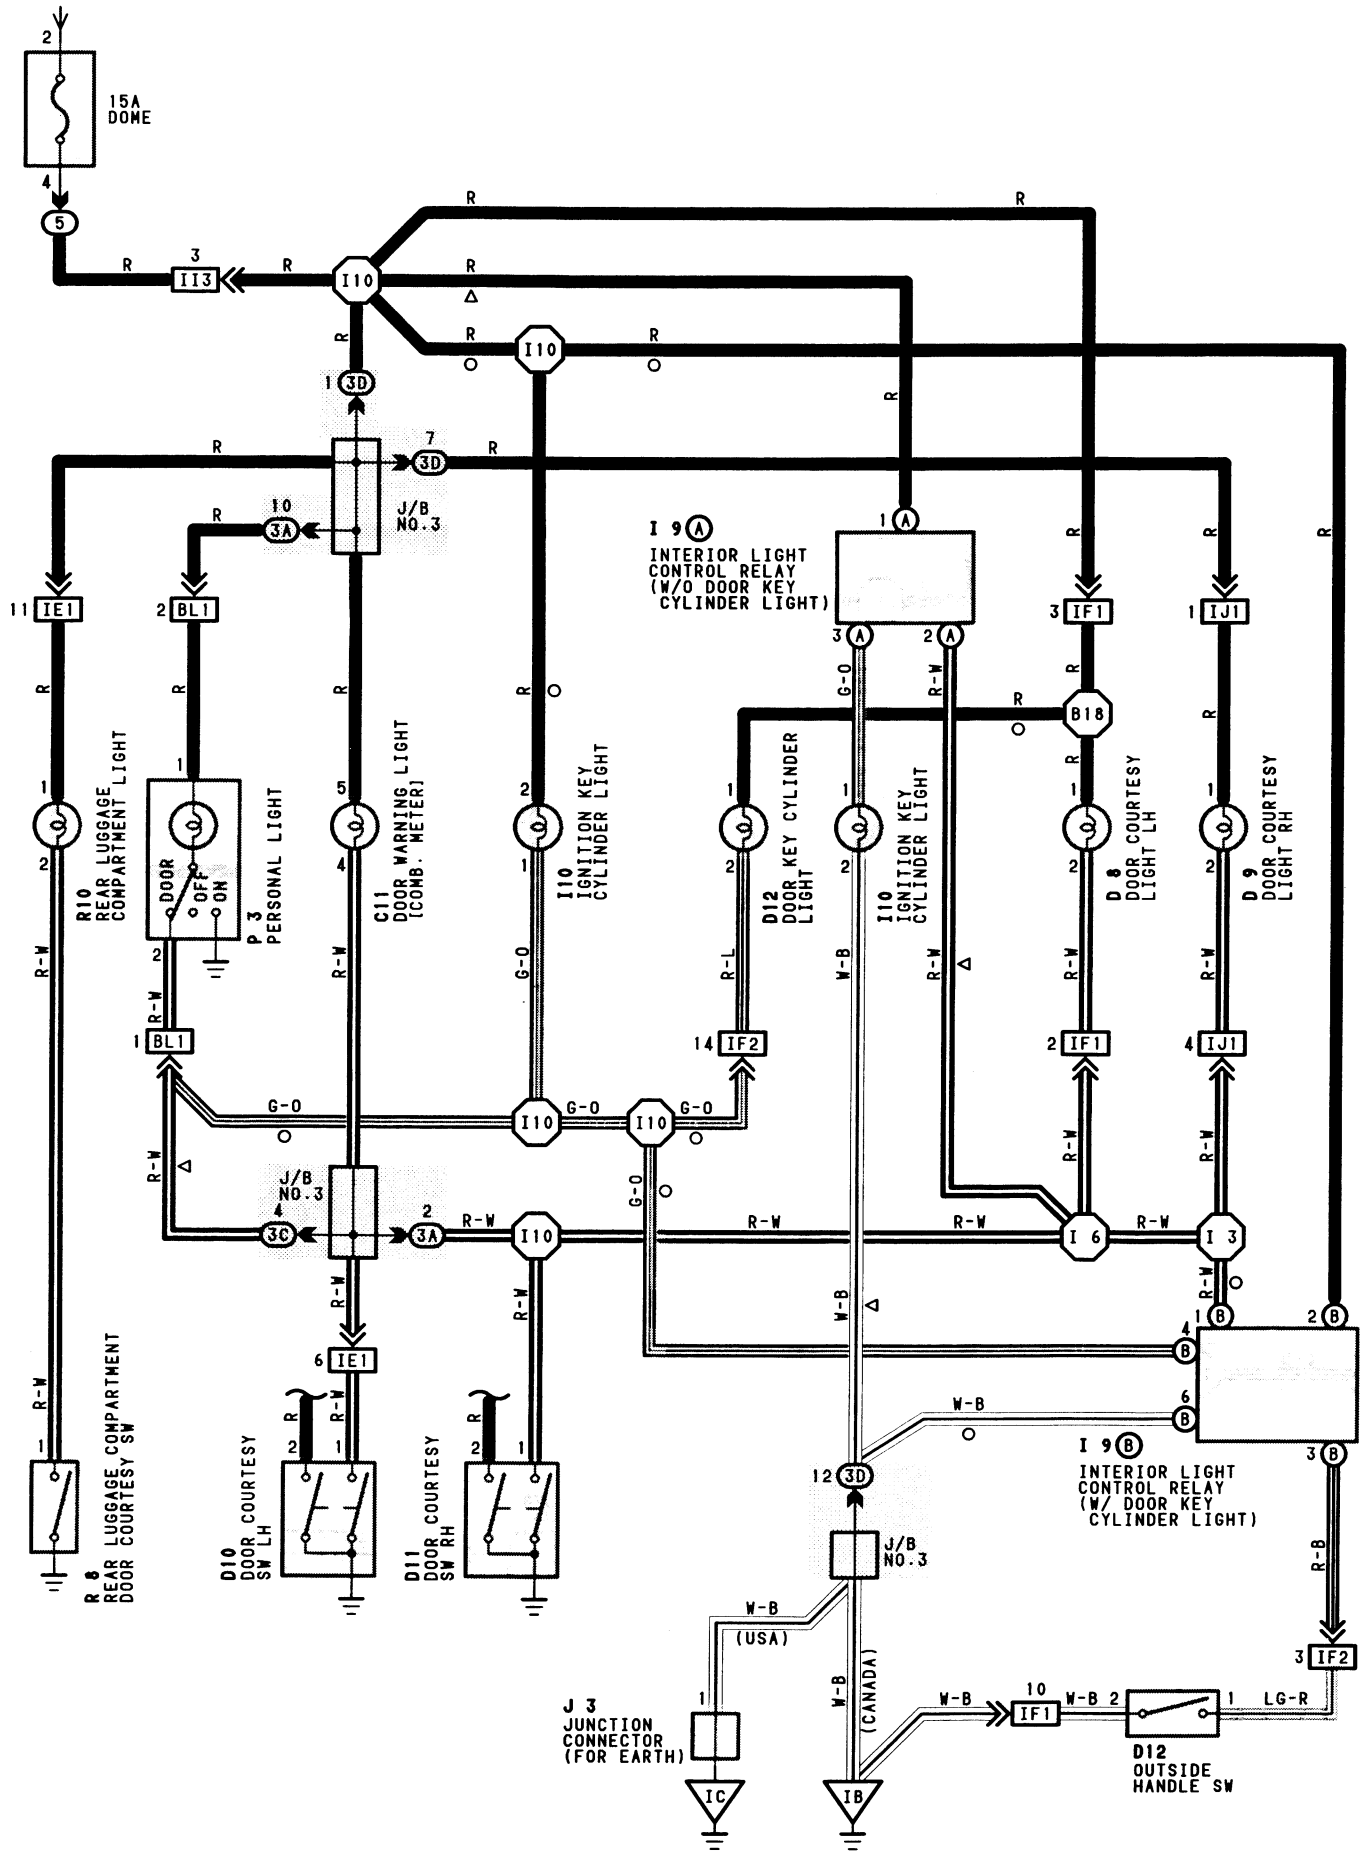 2
15A
DOME
4
5
R
3
II3
R
I10
R
R
R
△
R
○
I10
R
○
R
1
3D
R
7
3D
R
10
3A
R
J/B
NO.3
R
I 9 A
INTERIOR LIGHT
CONTROL RELAY
(W/O DOOR KEY
CYLINDER LIGHT)
1
A
R
R
R
11
IE1
2
BL1
3
IF1
1
IJ1
3
A
2
A
R
R
R
R
○
G-O
R-W
R
R
B18
R
○
R
1
2
R10
REAR LUGGAGE
COMPARTMENT LIGHT
1
DOOR
OFF
ON
2
P 3
PERSONAL LIGHT
5
4
C11
DOOR WARNING LIGHT
[COMB. METER]
2
1
I10
IGNITION KEY
CYLINDER LIGHT
1
2
D12
DOOR KEY CYLINDER
LIGHT
1
2
I10
IGNITION KEY
CYLINDER LIGHT
1
2
D 8
DOOR COURTESY
LIGHT LH
1
2
D 9
DOOR COURTESY
LIGHT RH
R-W
R-W
R-W
G-O
R-L
W-B
R-W
△
R-W
R-W
1
BL1
14
IF2
2
IF1
4
IJ1
G-O
○
I10
G-O
I10
G-O
○
R-W
△
J/B
NO.3
4
3C
2
3A
R-W
I10
G-O
○
R-W
R-W
R-W
R-W
I 6
R-W
I 3
R-W
R-W
W-B
△
R-W
○
1
B
2
B
6
IE1
4
B
6
B
W-B
○
R-W
R
R-W
R
2
1
2
1
1
R 8
REAR LUGGAGE COMPARTMENT
DOOR COURTESY SW
D10
DOOR COURTESY
SW LH
D11
DOOR COURTESY
SW RH
I 9 B
INTERIOR LIGHT
CONTROL RELAY
(W/ DOOR KEY
CYLINDER LIGHT)
3
B
12
3D
J/B
NO.3
R-B
W-B
(USA)
W-B
(CANADA)
3
IF2
J 3
JUNCTION
CONNECTOR
(FOR EARTH)
1
W-B
10
IF1
W-B
2
1
LG-R
D12
OUTSIDE
HANDLE SW
IC
IB